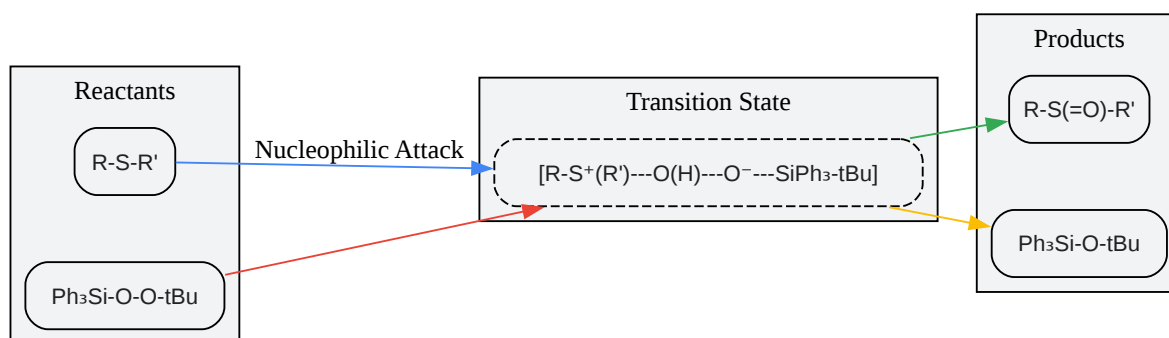 Reactants
R-S-R'
Ph₃Si-O-O-tBu
Nucleophilic Attack
Transition State
[R-S⁺(R')---O(H)---O⁻---SiPh₃-tBu]
Products
R-S(=O)-R'
Ph₃Si-O-tBu